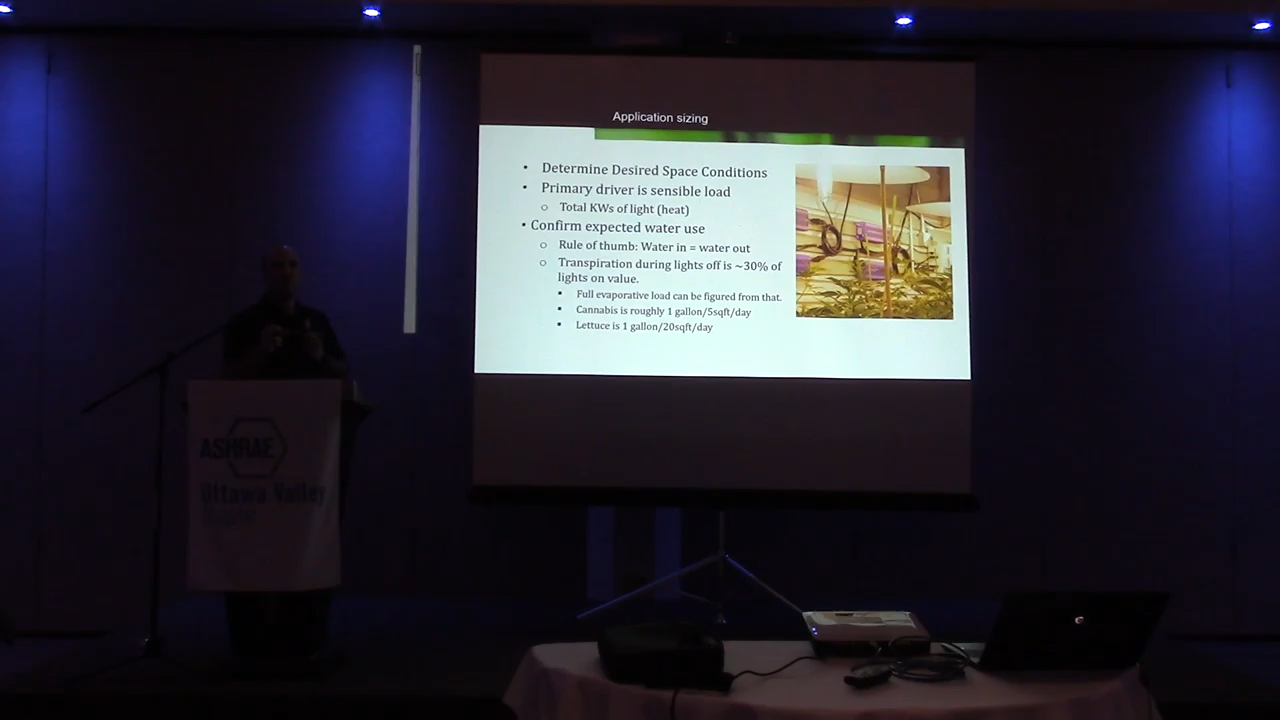 Application sizing
• Determine Desired Space Conditions
• Primary driver is sensible load
o Total KWs of light (heat)
• Confirm expected water use
o Rule of thumb: Water in = water out
o Transpiration during lights off is ~30% of
lights on value.
▪ Full evaporative load can be figured from that.
▪ Cannabis is roughly 1 gallon/5sqft/day
▪ Lettuce is 1 gallon/20sqft/day
ASHRAE
Ottawa Valley
Chapter